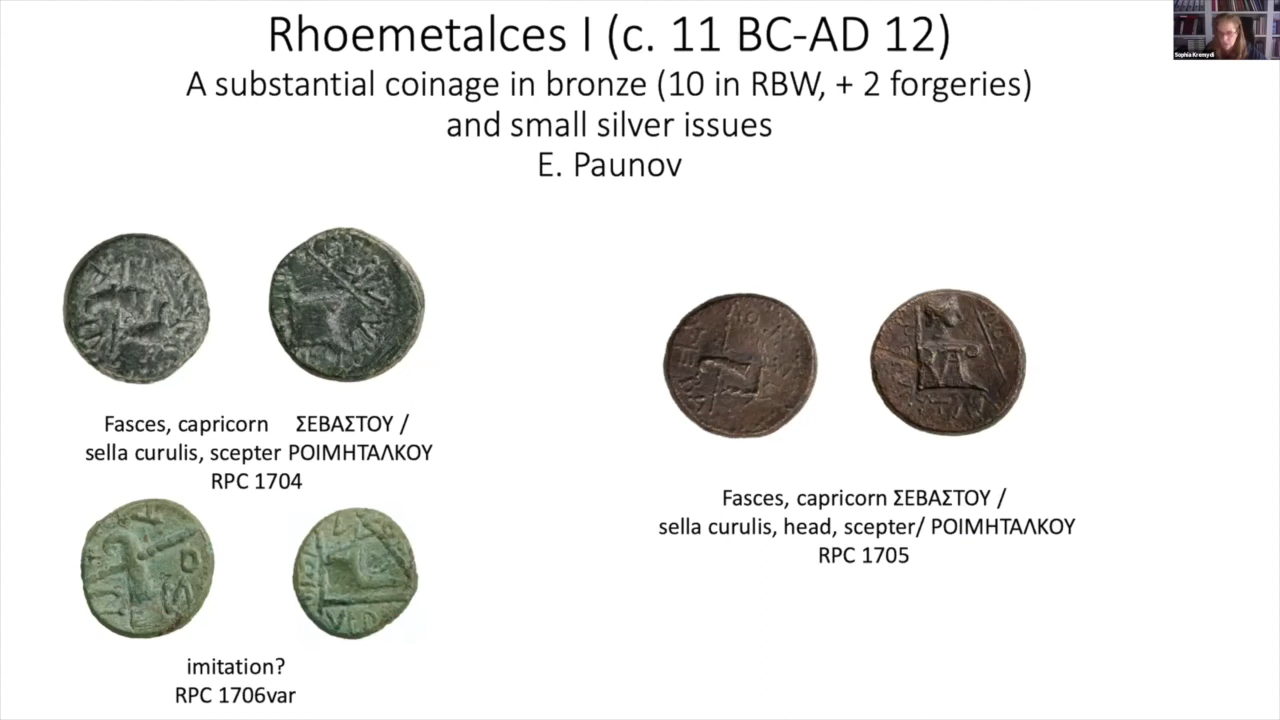 Rhoemetalces I (c. 11 BC-AD 12)
A substantial coinage in bronze (10 in RBW, + 2 forgeries)
and small silver issues
E. Paunov
Sophia Kremydi
Fasces, capricorn ΣΕΒΑΣΤΟΥ /
sella curulis, scepter ΡΟΙΜΗΤΑΛΚΟΥ
RPC 1704
Fasces, capricorn ΣΕΒΑΣΤΟΥ /
sella curulis, head, scepter/ ΡΟΙΜΗΤΑΛΚΟΥ
RPC 1705
imitation?
RPC 1706var